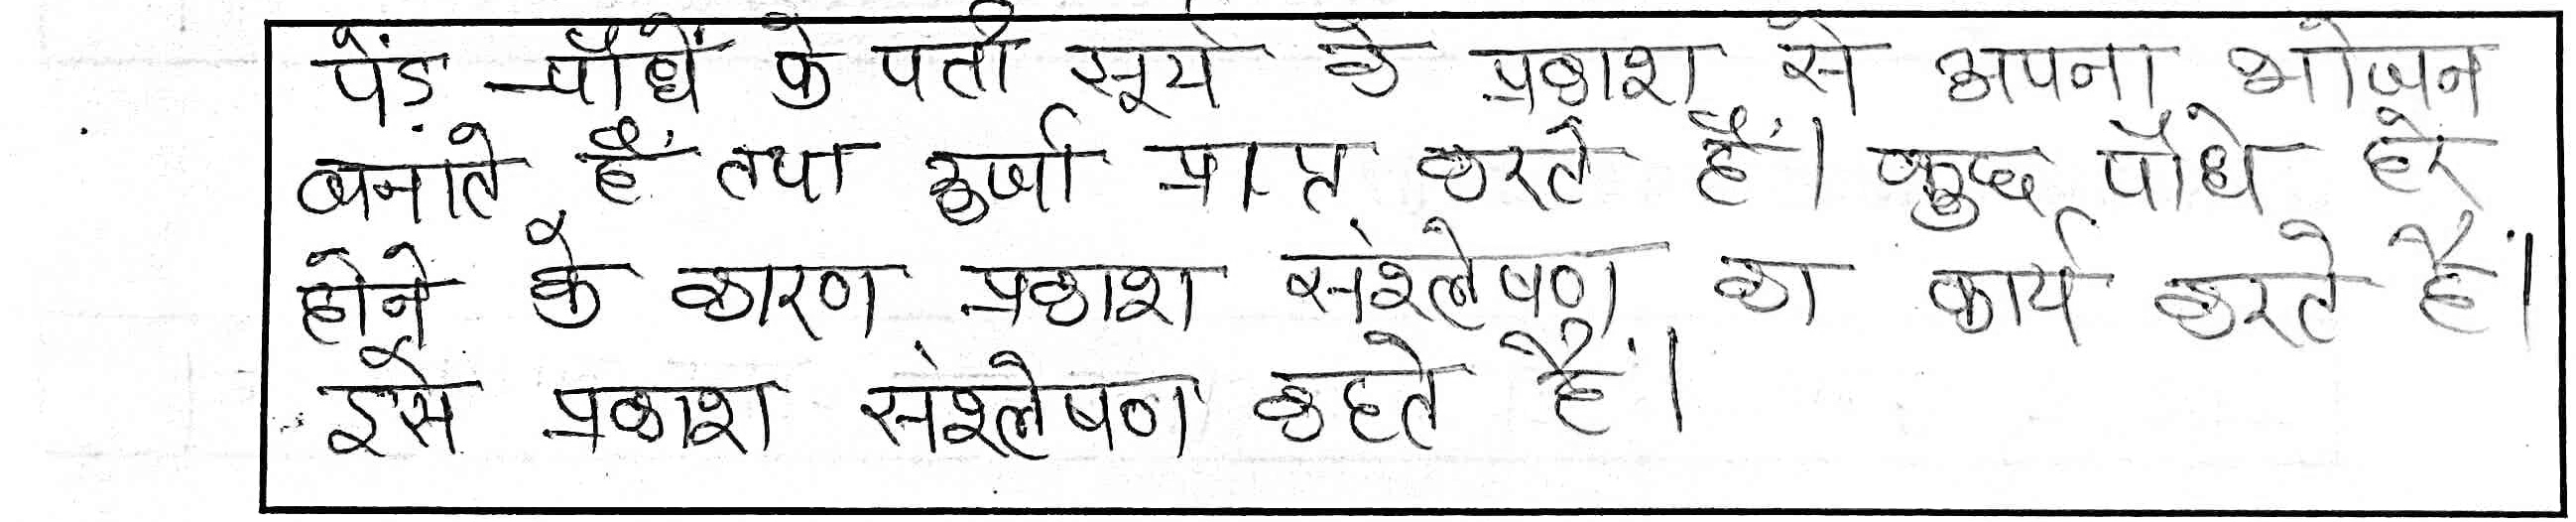 पेंड़ -पौधें के पतीं सूर्य के प्रकाश से अपना भोजन
बनाते हैं, तथा ऊर्जा प्राप्त करते हैं। कुछ पौधे हरे
होने के कारण प्रकाश संश्लेषण का कार्य करते हैं।
इसे प्रकाश संश्लेषण कहते हैं।